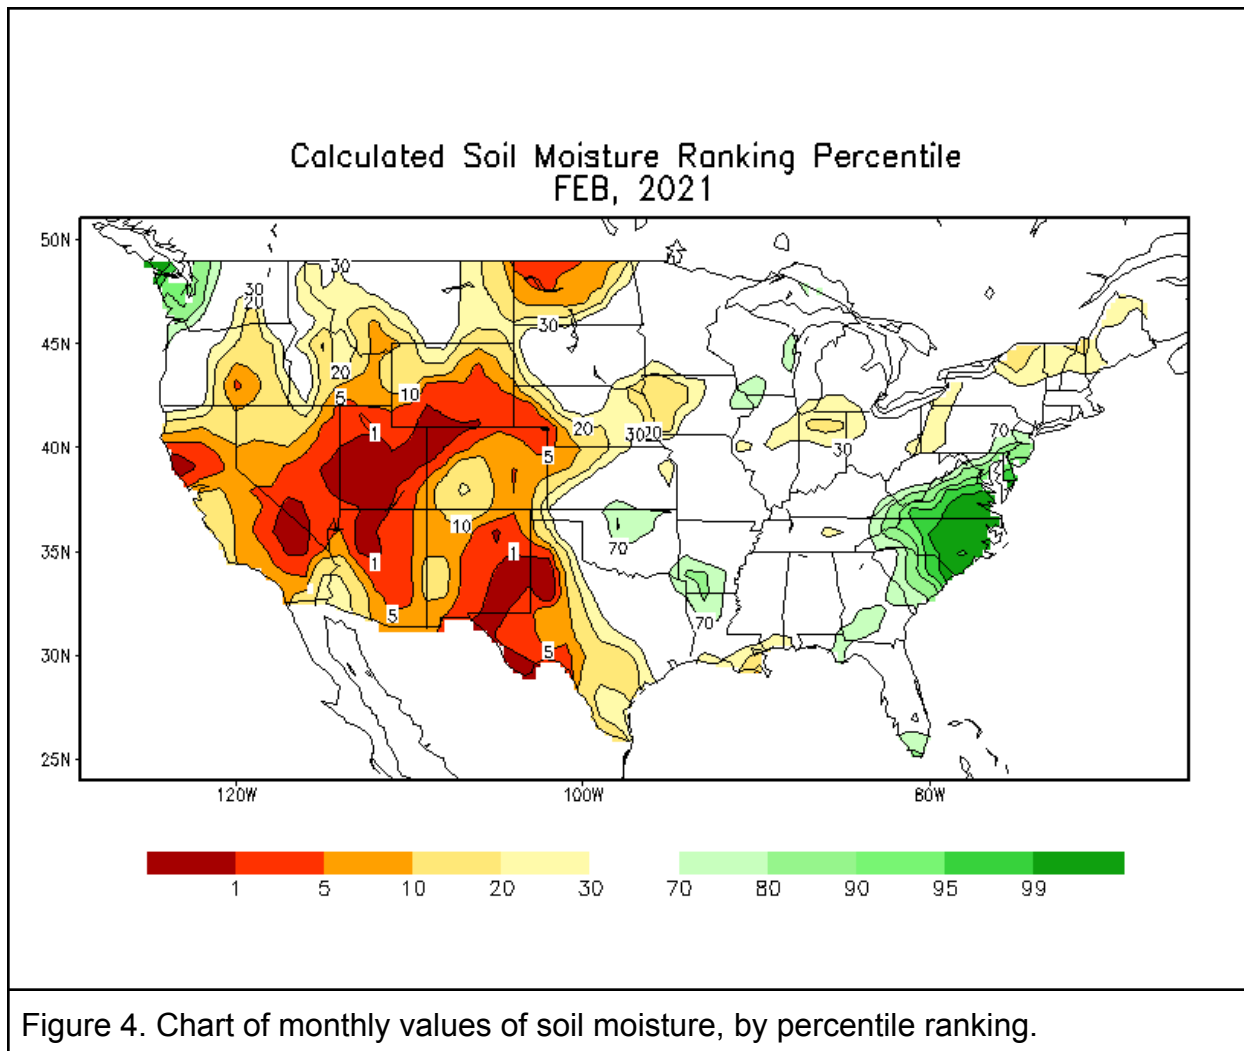 Calculated Soil Moisture Ranking Percentile
FEB, 2021
50N
45N
40N
35N
30N
25N
120W
100W
80W
30
30
20
30
20
10
5
1
20
30
20
5
30
70
10
1
1
70
5
70
5
1 5 10 20 30 70 80 90 95 99
Figure 4. Chart of monthly values of soil moisture, by percentile ranking.